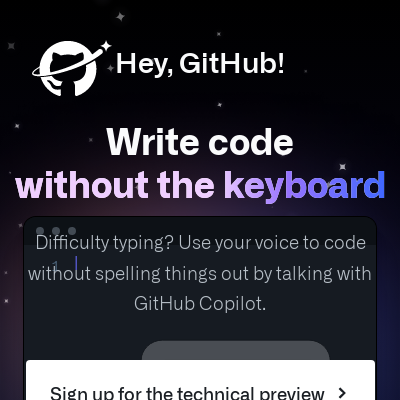 Hey, GitHub!
Write code
without the keyboard
Difficulty typing? Use your voice to code
1
without spelling things out by talking with
GitHub Copilot.
Sign up for the technical preview